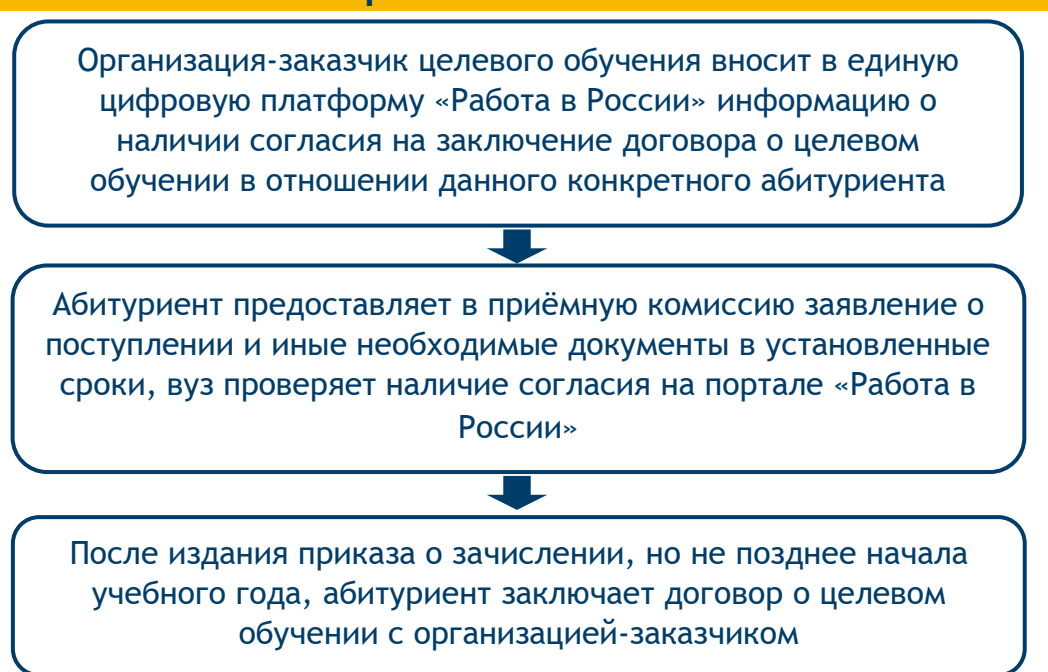 Организация-заказчик целевого обучения вносит в единую
цифровую платформу «Работа в России» информацию о
наличии согласия на заключение договора о целевом
обучении в отношении данного конкретного абитуриента
Абитуриент предоставляет в приёмную комиссию заявление о
поступлении и иные необходимые документы в установленные
сроки, вуз проверяет наличие согласия на портале «Работа в
России»
После издания приказа о зачислении, но не позднее начала
учебного года, абитуриент заключает договор о целевом
обучении с организацией-заказчиком